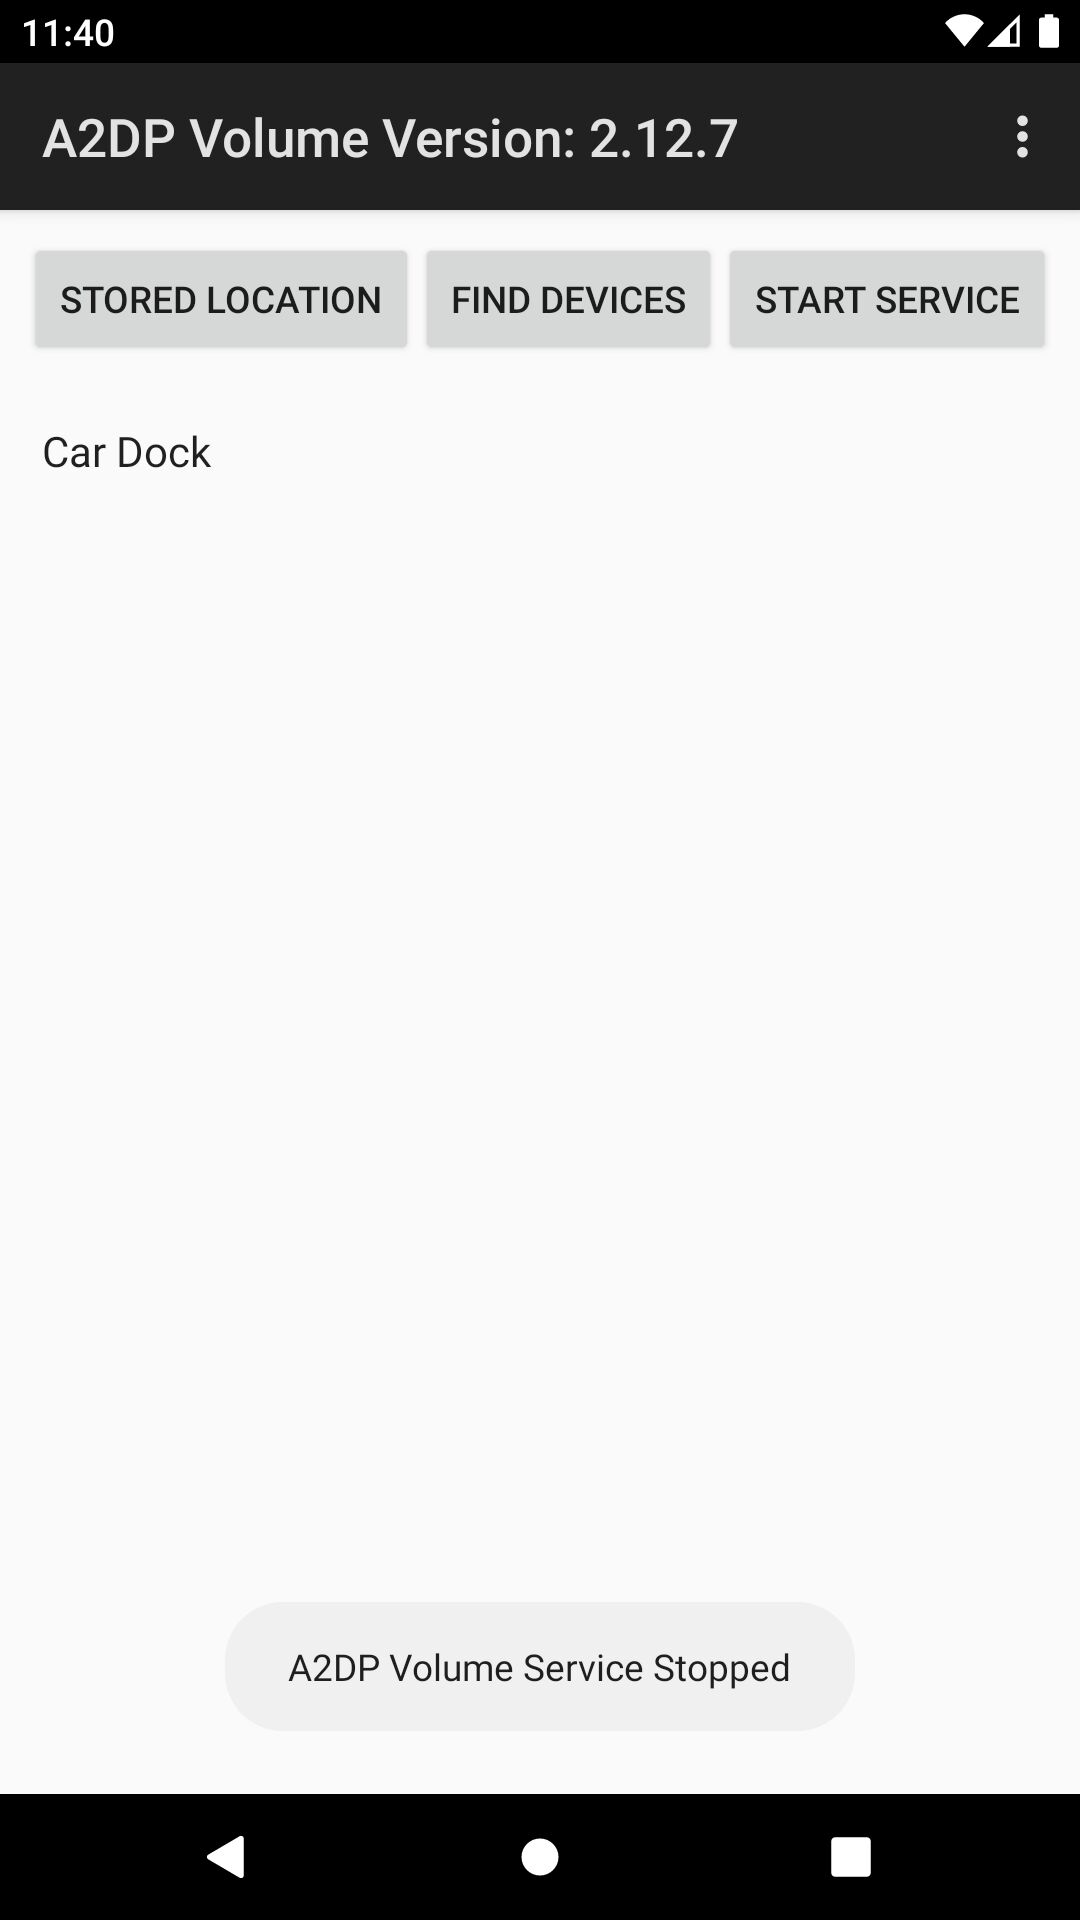 11:40
A2DP Volume Version: 2.12.7
STORED LOCATION
FIND DEVICES
START SERVICE
Car Dock
A2DP Volume Service Stopped